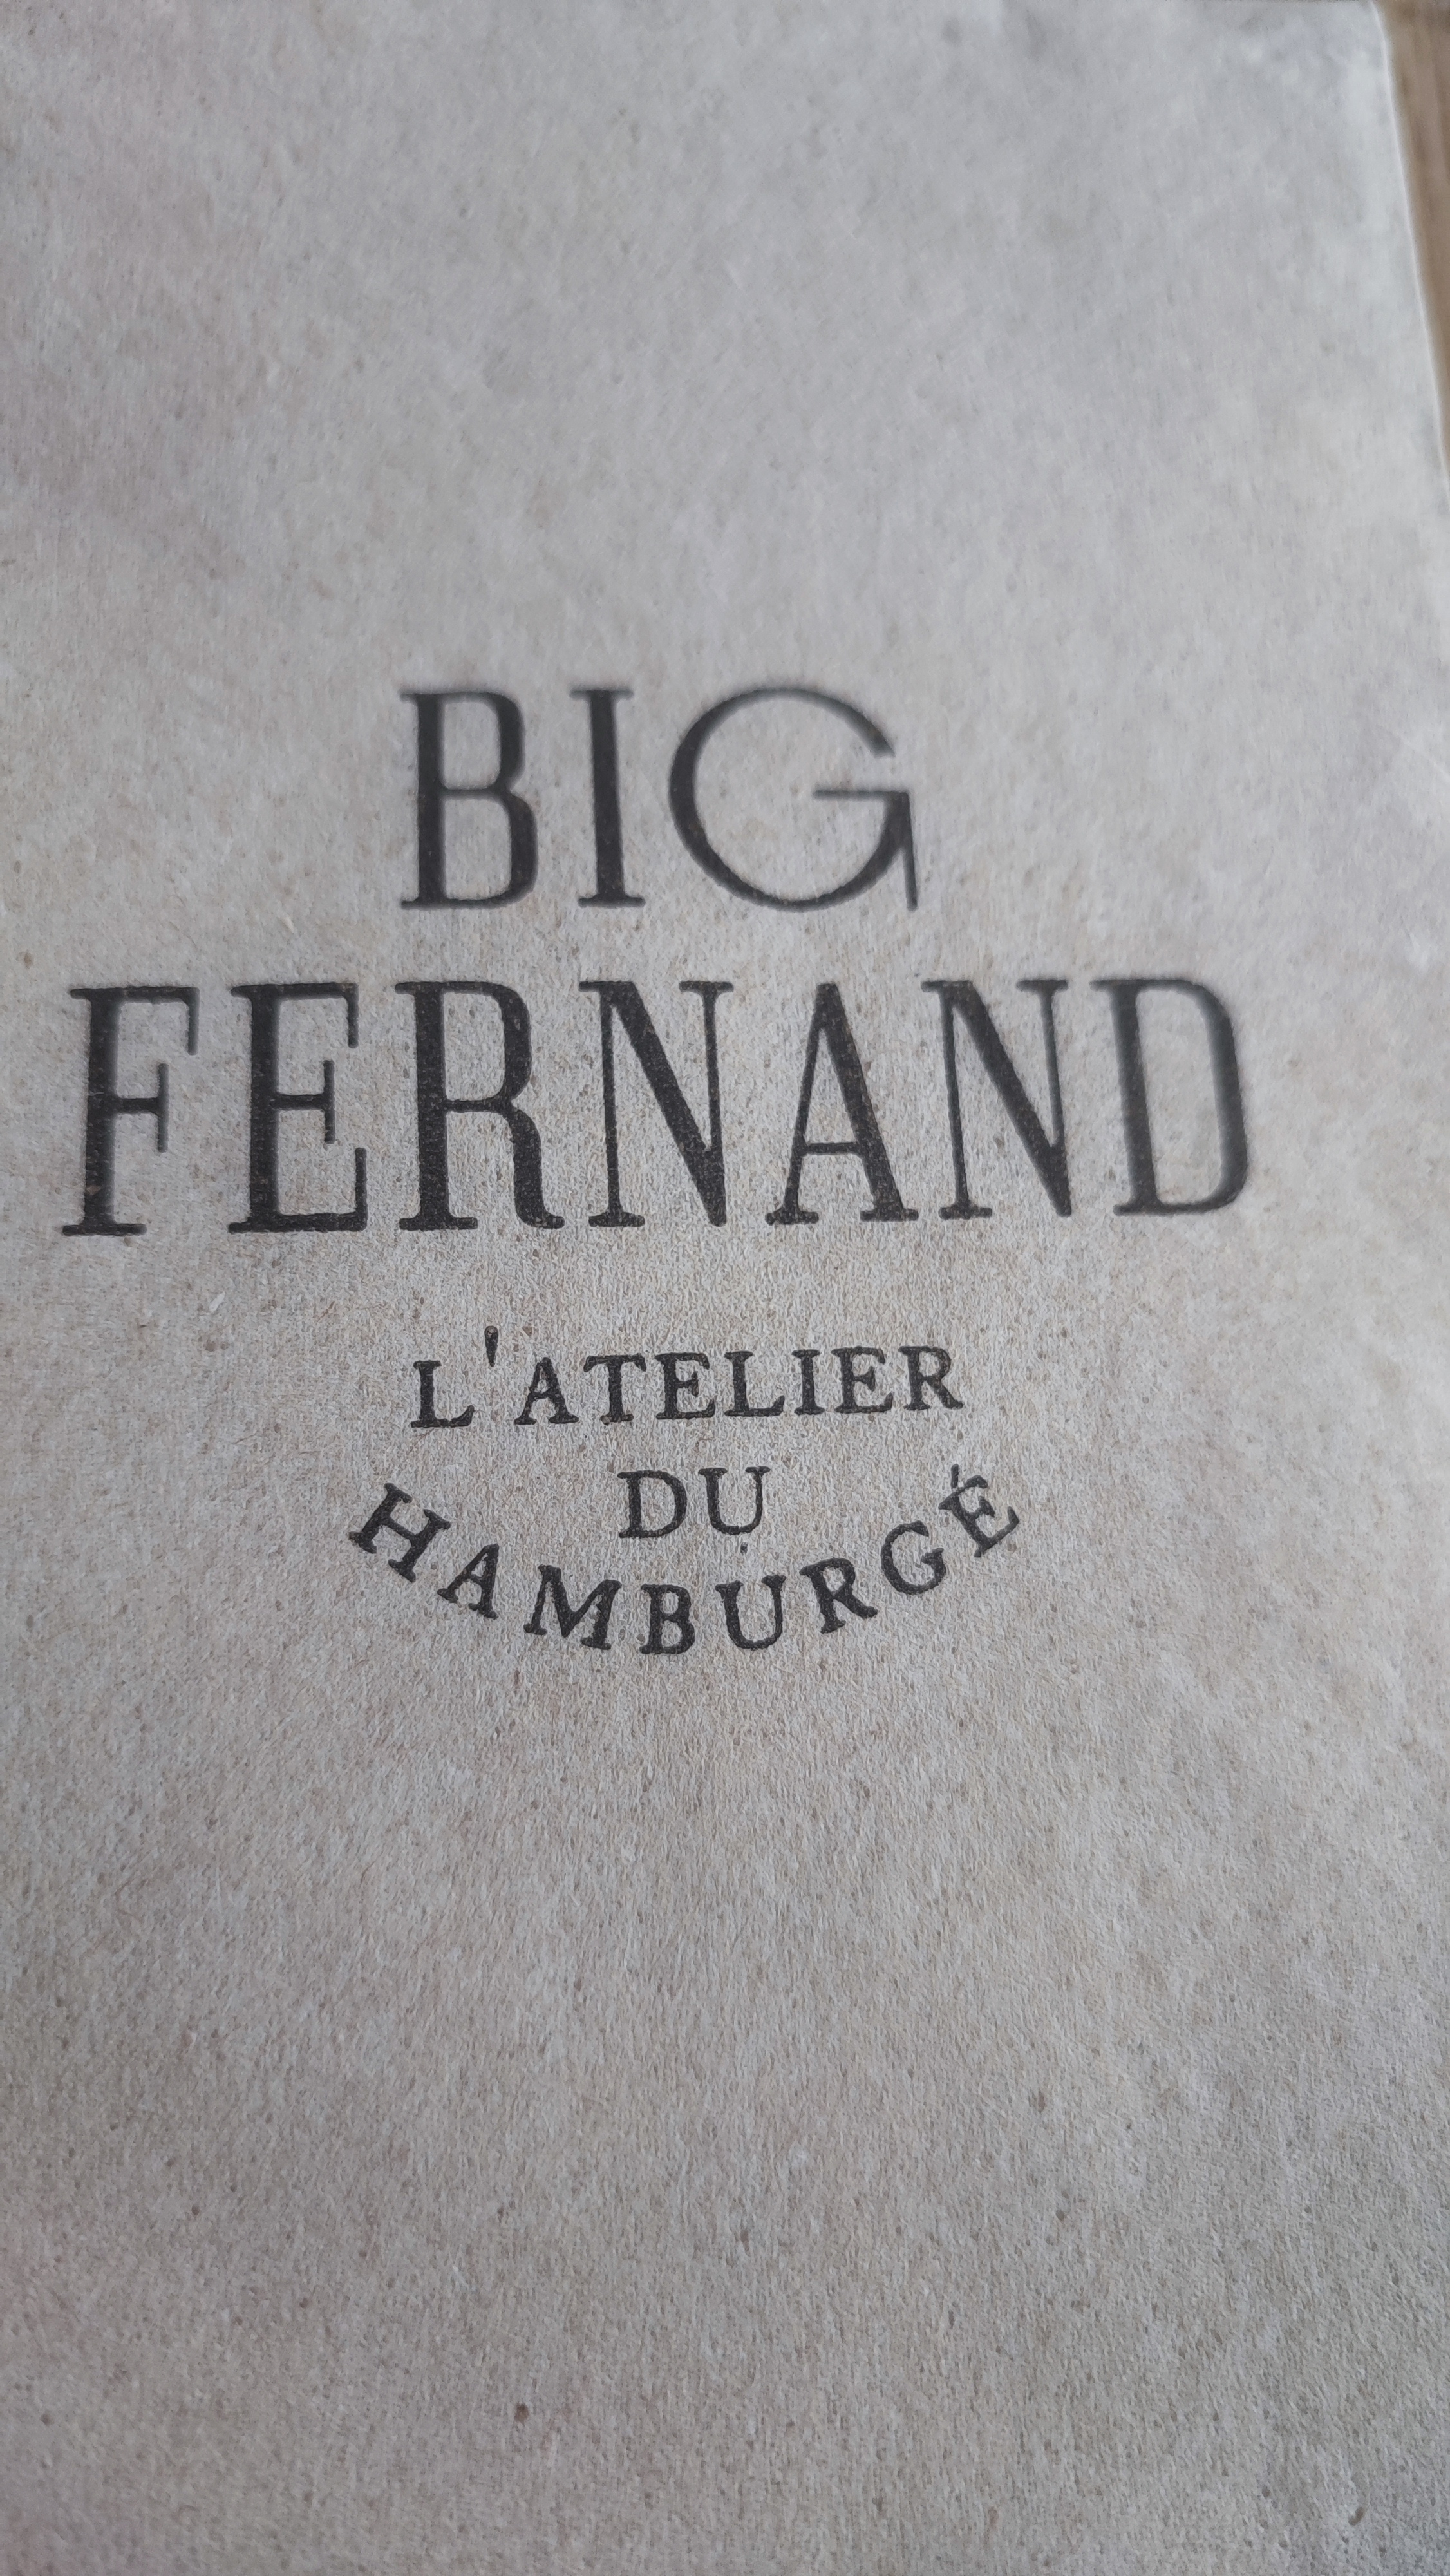 BIG
FERNAND
L'ATELIER
DU
HAMBURGÉ